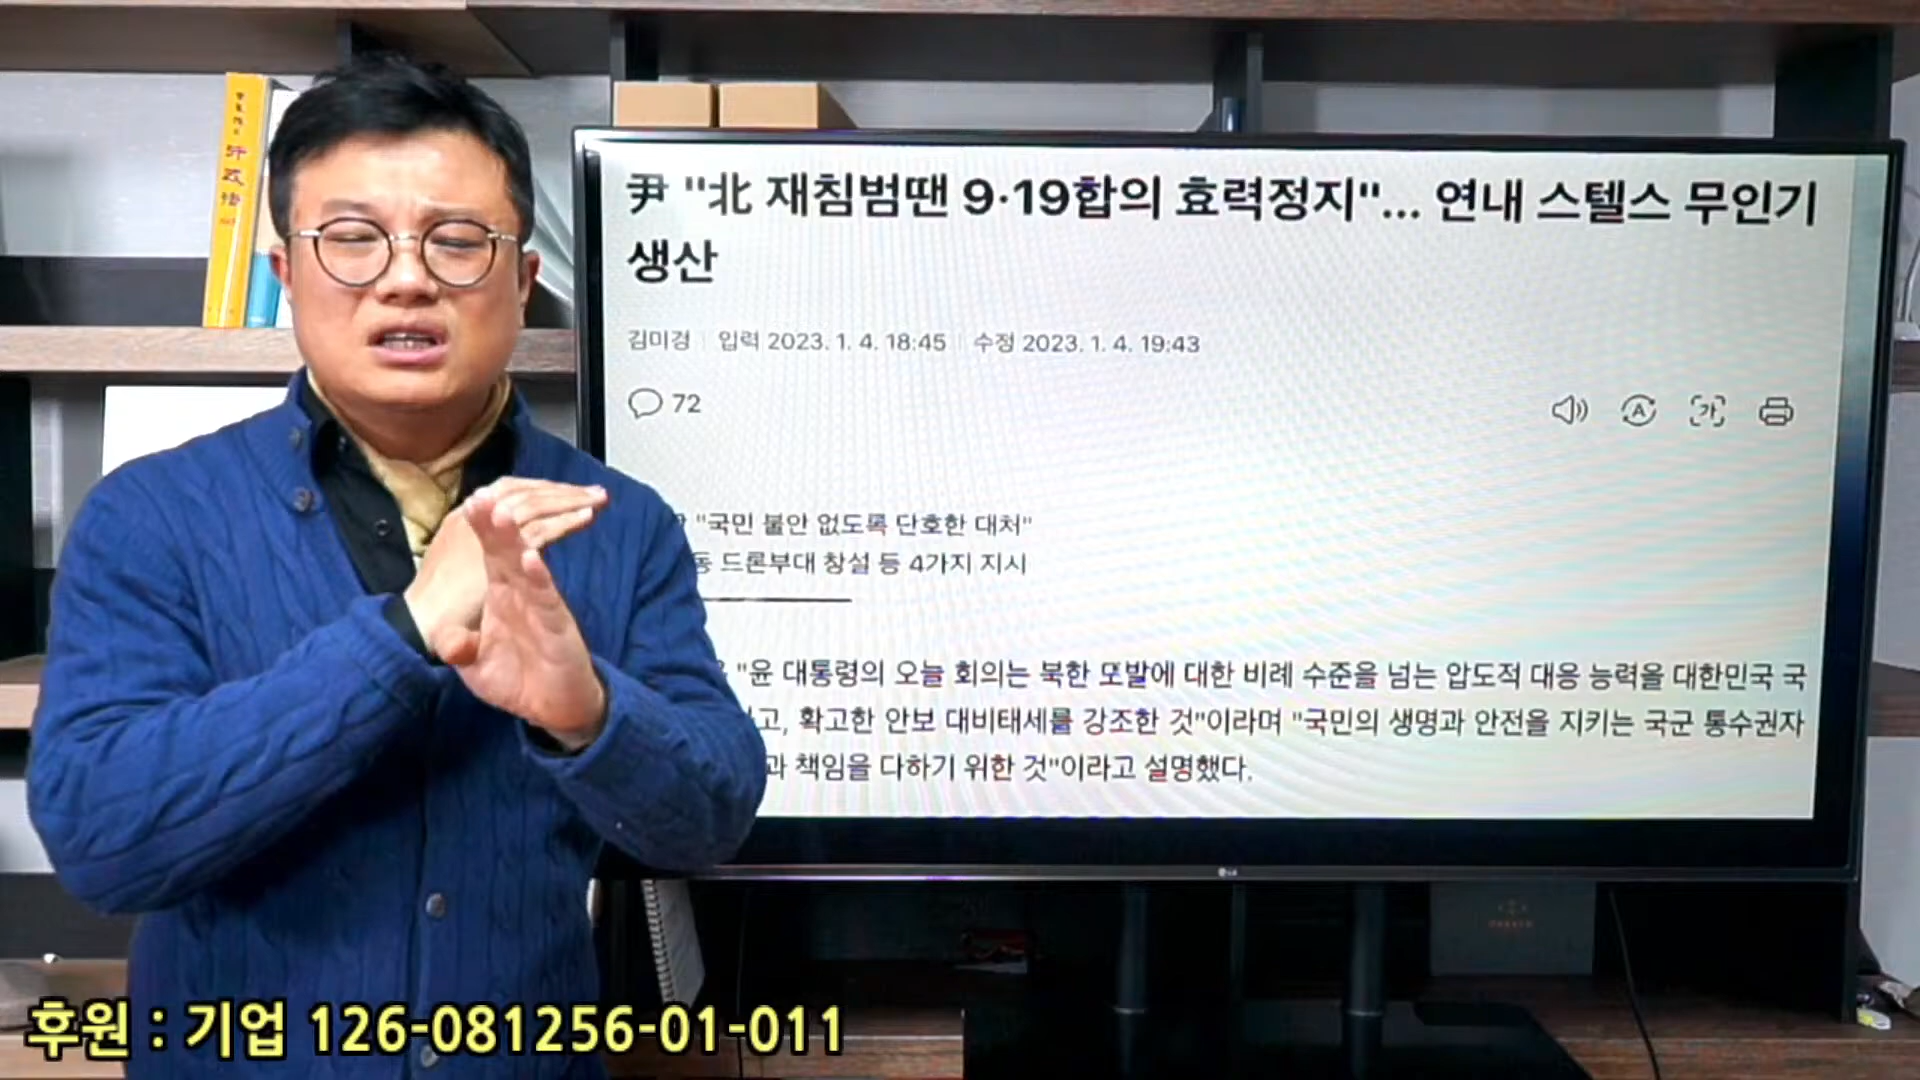 尹 "北 재침범땐 9·19합의 효력정지"... 연내 스텔스 무인기
생산
김미경 입력 2023. 1. 4. 18:45 수정 2023. 1. 4. 19:43
72
"국민 불안 없도록 단호한 대처"
드론부대 창설 등 4가지 지시
"윤 대통령의 오늘 회의는 북한 도발에 대한 비례 수준을 넘는 압도적 대응 능력을 대한민국 국
확고한 안보 대비태세를 강조한 것"이라며 "국민의 생명과 안전을 지키는 국군 통수권자
과 책임을 다하기 위한 것"이라고 설명했다.
LG
후원 : 기업 126-081256-01-011